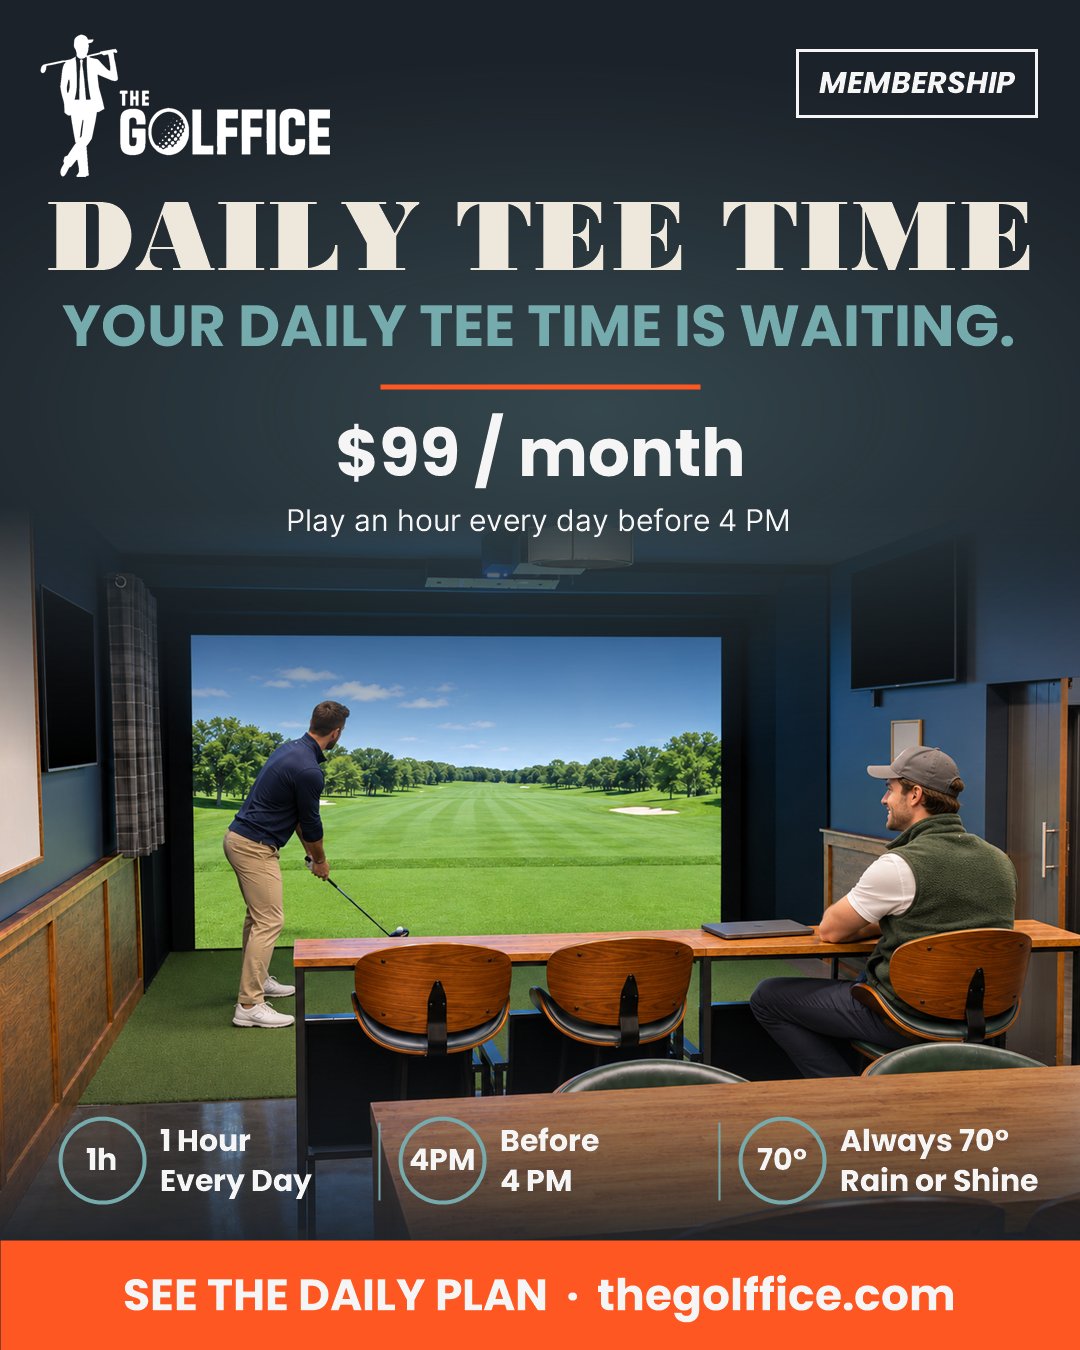 THE
GOLFFICE
MEMBERSHIP
DAILY TEE TIME
YOUR DAILY TEE TIME IS WAITING.
$99 / month
Play an hour every day before 4 PM
1h
1 Hour
Every Day
4PM
Before
4 PM
70°
Always 70°
Rain or Shine
SEE THE DAILY PLAN · thegolffice.com